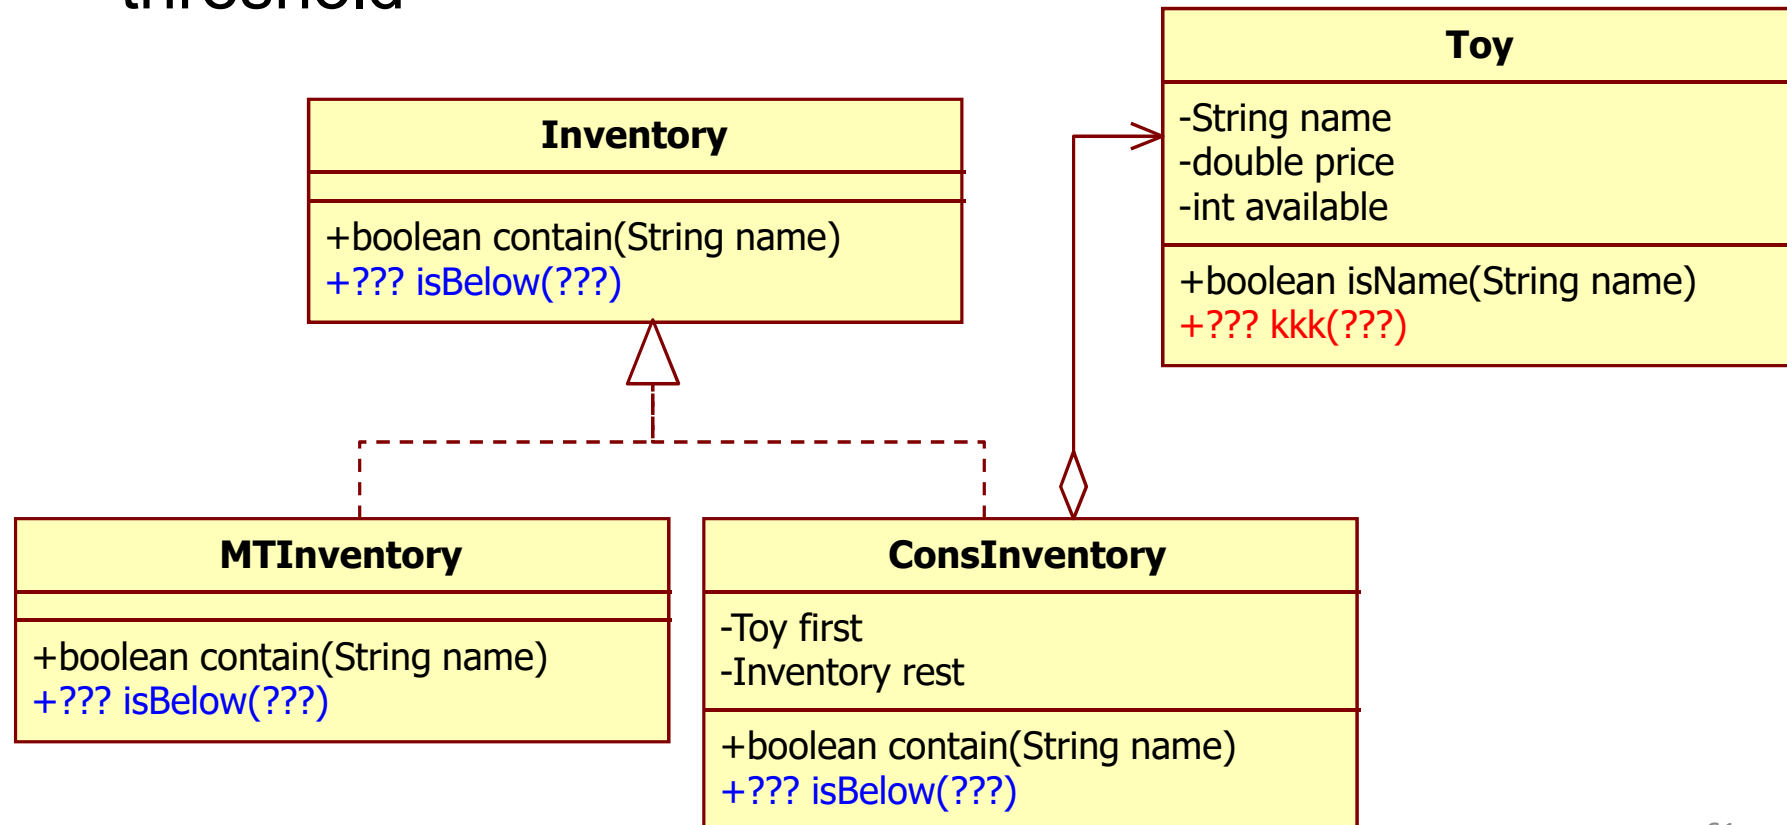 threshold
Inventory
+boolean contain(String name)
+??? isBelow(???)
Toy
-String name
-double price
-int available
+boolean isName(String name)
+??? kkk(???)
MTInventory
+boolean contain(String name)
+??? isBelow(???)
ConsInventory
-Toy first
-Inventory rest
+boolean contain(String name)
+??? isBelow(???)